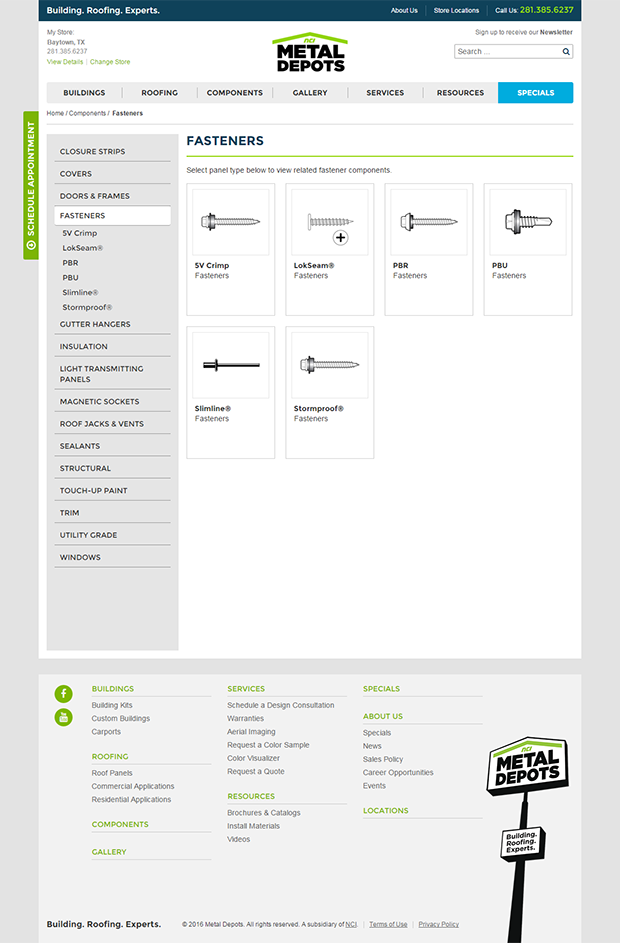 Building. Roofing. Experts.
About Us
Store Locations
Call Us: 281.385.6237
My Store:
Baytown, TX
281.385.6237
View Details | Change Store
nci
METAL
DEPOTS
Sign up to receive our Newsletter
Search ...
BUILDINGS
ROOFING
COMPONENTS
GALLERY
SERVICES
RESOURCES
SPECIALS
Home / Components / Fasteners
SCHEDULE APPOINTMENT
CLOSURE STRIPS
COVERS
DOORS & FRAMES
FASTENERS
5V Crimp
LokSeam®
PBR
PBU
Slimline®
Stormproof®
GUTTER HANGERS
INSULATION
LIGHT TRANSMITTING
PANELS
MAGNETIC SOCKETS
ROOF JACKS & VENTS
SEALANTS
STRUCTURAL
TOUCH-UP PAINT
TRIM
UTILITY GRADE
WINDOWS
FASTENERS
Select panel type below to view related fastener components.
5V Crimp
Fasteners
LokSeam®
Fasteners
PBR
Fasteners
PBU
Fasteners
Slimline®
Fasteners
Stormproof®
Fasteners
f
You
BUILDINGS
Building Kits
Custom Buildings
Carports
ROOFING
Roof Panels
Commercial Applications
Residential Applications
COMPONENTS
GALLERY
SERVICES
Schedule a Design Consultation
Warranties
Aerial Imaging
Request a Color Sample
Color Visualizer
Request a Quote
RESOURCES
Brochures & Catalogs
Install Materials
Videos
SPECIALS
ABOUT US
Specials
News
Sales Policy
Career Opportunities
Events
LOCATIONS
nci
METAL
DEPOTS
Building.
Roofing.
Experts.
Building. Roofing. Experts.
© 2016 Metal Depots. All rights reserved. A subsidiary of NCI. | Terms of Use | Privacy Policy